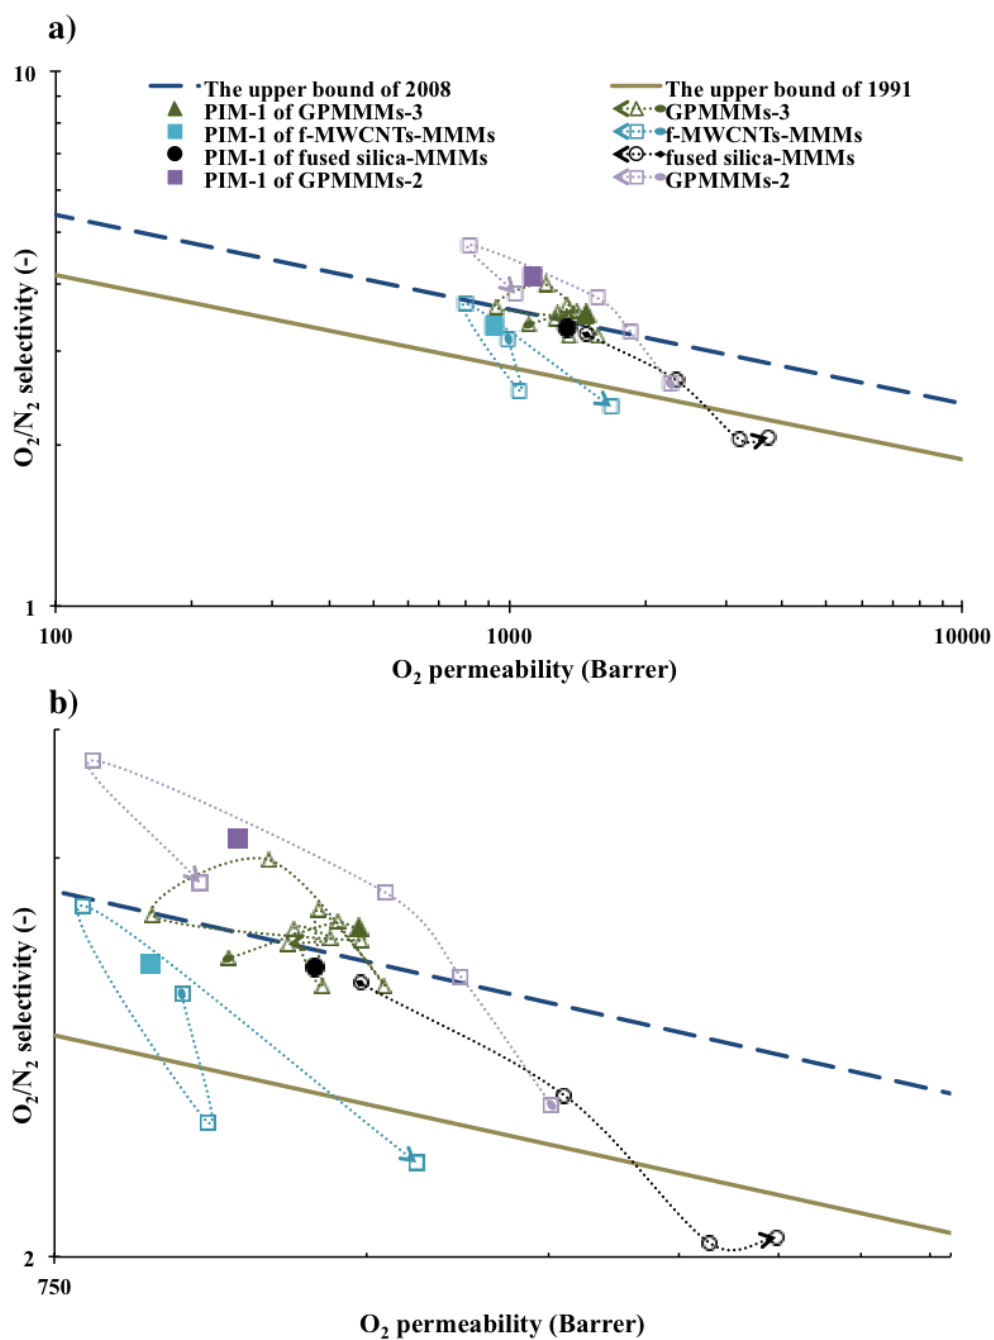 a)
10
The upper bound of 2008
The upper bound of 1991
PIM-1 of GPMMMs-3
GPMMMs-3
PIM-1 of f-MWCNTs-MMMs
f-MWCNTs-MMMs
PIM-1 of fused silica-MMMs
fused silica-MMMs
PIM-1 of GPMMMs-2
GPMMMs-2
O₂/N₂ selectivity (-)
1
100
1000
10000
O₂ permeability (Barrer)
b)
O₂/N₂ selectivity (-)
2
750
O₂ permeability (Barrer)